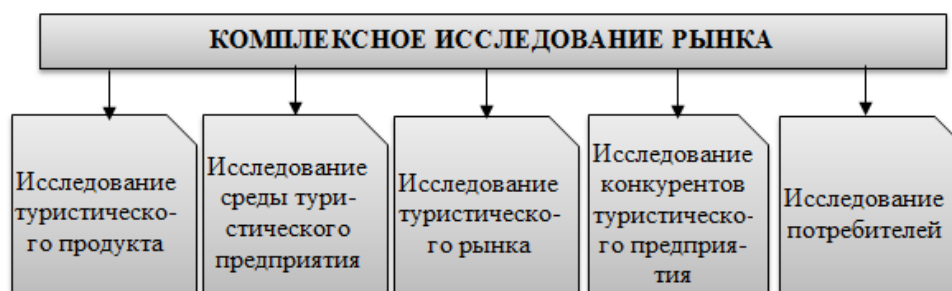 КОМПЛЕКСНОЕ ИССЛЕДОВАНИЕ РЫНКА
Исследование
туристическо-
го продукта
Исследование
среды тури-
стического
предприятия
Исследование
туристическо-
го рынка
Исследование
конкурентов
туристическо-
го предприя-
тия
Исследование
потребителей